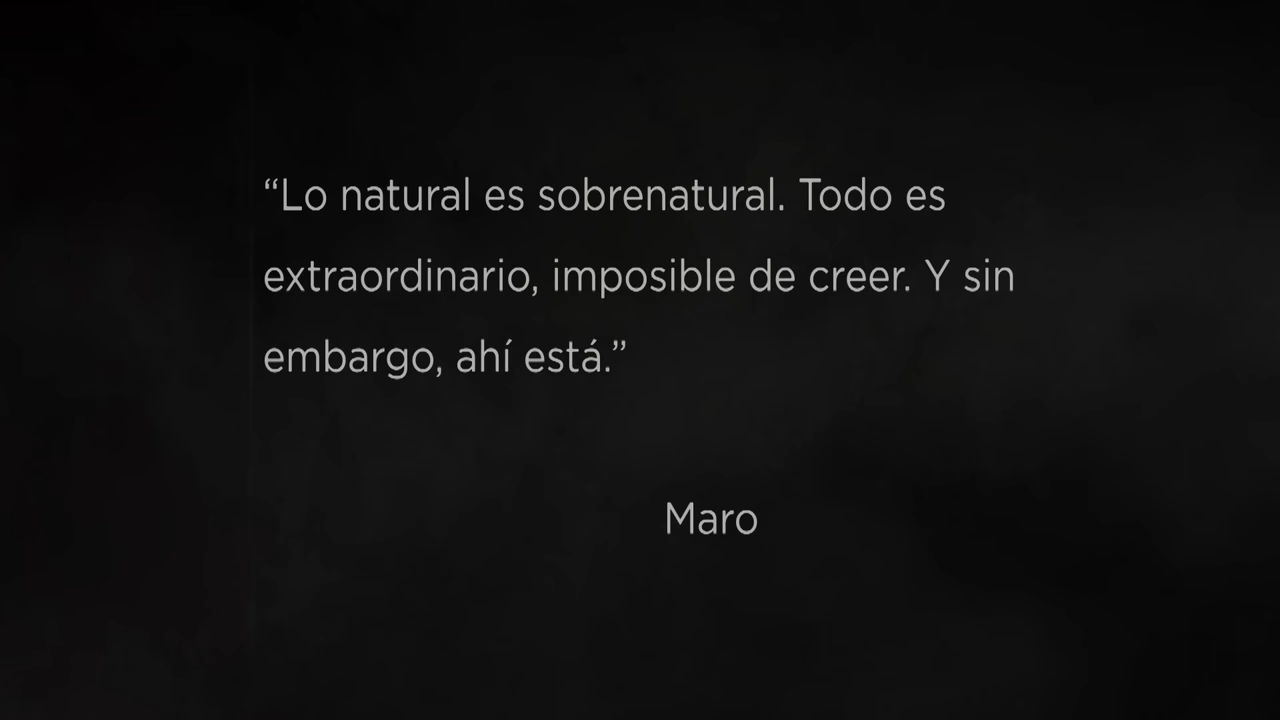 “Lo natural es sobrenatural. Todo es
extraordinario, imposible de creer. Y sin
embargo, ahí está.”
Maro